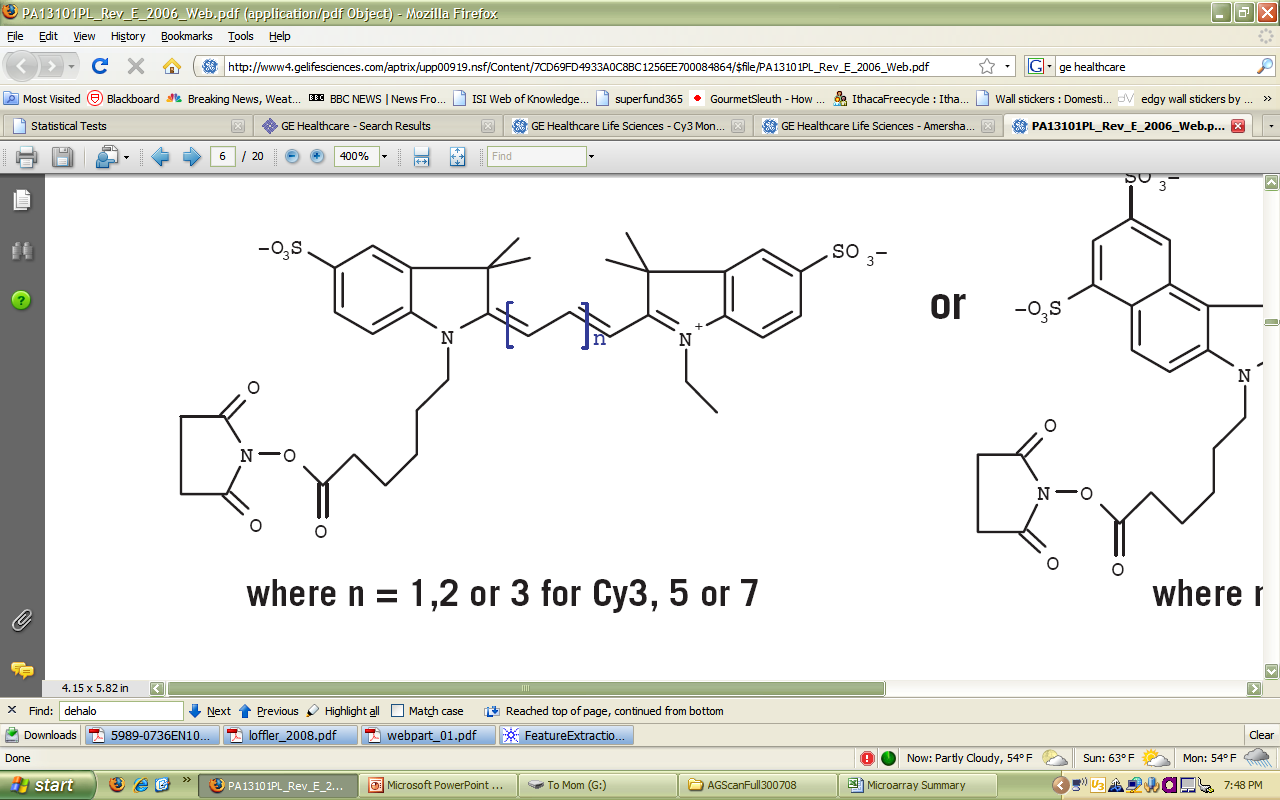 PA13101PL_Rev_E_2006_Web.pdf (application/pdf Object) - Mozilla Firefox
File Edit View History Bookmarks Tools Help
http://www4.gelifesciences.com/aptrix/upp00919.nsf/Content/7CD69FD4933A0C8BC1256EE700084864/$file/PA13101PL_Rev_E_2006_Web.pdf
ge healthcare
Most Visited Blackboard Breaking News, Weat... BBC NEWS | News Fro... ISI Web of Knowledge... superfund365 GourmetSleuth - How ... IthacaFreecycle : Itha... Wall stickers : Domesti... edgy wall stickers by ... »
Statistical Tests GE Healthcare - Search Results GE Healthcare Life Sciences - Cy3 Mon... GE Healthcare Life Sciences - Amersha... PA13101PL_Rev_E_2006_Web.p...
6 / 20 400% Find
SO3−
−O3S SO3−
or
−O3S
N n N+
N
O O
N O N O
O O O O
where n = 1,2 or 3 for Cy3, 5 or 7 where n
4.15 x 5.82 in
Find: dehalo Next Previous Highlight all Match case Reached top of page, continued from bottom
Downloads 5989-0736EN10... loffler_2008.pdf webpart_01.pdf FeatureExtractio... Clear
Done Now: Partly Cloudy, 54° F Sun: 63° F Mon: 54° F
start » PA13101PL_Rev_E_2... Microsoft PowerPoint ... To Mom (G:) AGScanFull300708 Microarray Summary 7:48 PM